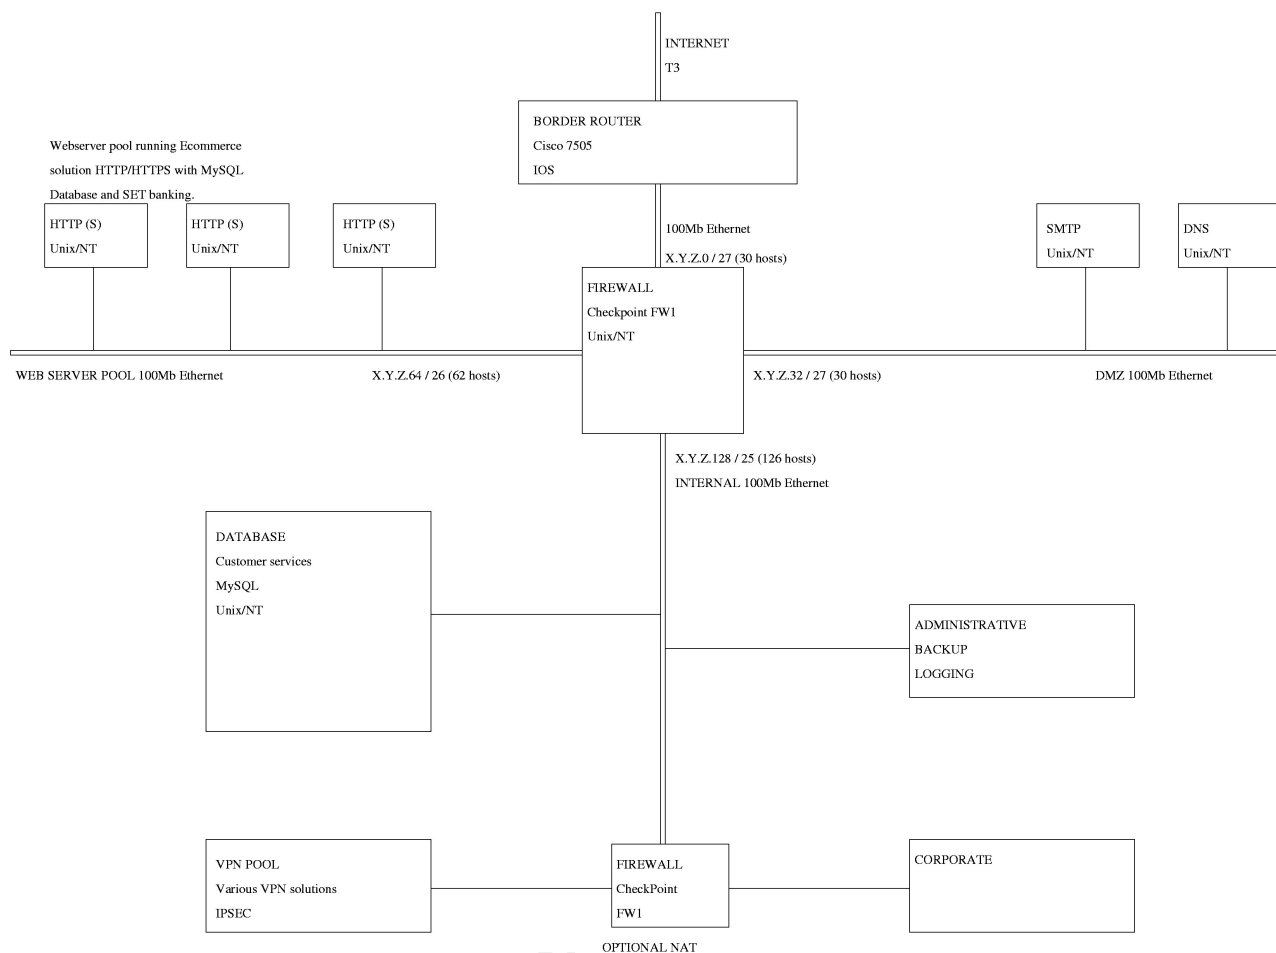 INTERNET
T3
BORDER ROUTER
Cisco 7505
IOS
Webserver pool running Ecommerce
solution HTTP/HTTPS with MySQL
Database and SET banking.
HTTP (S)
Unix/NT
HTTP (S)
Unix/NT
HTTP (S)
Unix/NT
100Mb Ethernet
X.Y.Z.0 / 27 (30 hosts)
SMTP
Unix/NT
DNS
Unix/NT
FIREWALL
Checkpoint FW1
Unix/NT
WEB SERVER POOL 100Mb Ethernet
X.Y.Z.64 / 26 (62 hosts)
X.Y.Z.32 / 27 (30 hosts)
DMZ 100Mb Ethernet
X.Y.Z.128 / 25 (126 hosts)
INTERNAL 100Mb Ethernet
DATABASE
Customer services
MySQL
Unix/NT
ADMINISTRATIVE
BACKUP
LOGGING
VPN POOL
Various VPN solutions
IPSEC
FIREWALL
CheckPoint
FW1
CORPORATE
OPTIONAL NAT